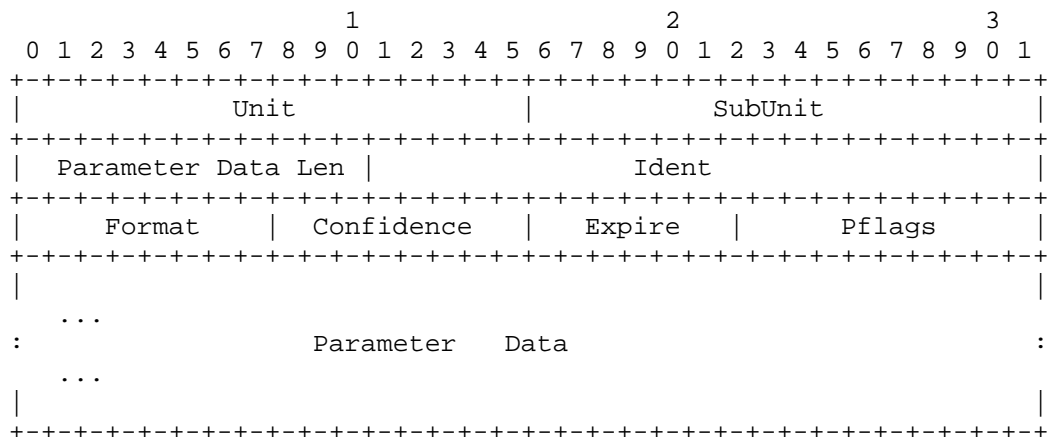 1                   2                   3
 0 1 2 3 4 5 6 7 8 9 0 1 2 3 4 5 6 7 8 9 0 1 2 3 4 5 6 7 8 9 0 1
+-+-+-+-+-+-+-+-+-+-+-+-+-+-+-+-+-+-+-+-+-+-+-+-+-+-+-+-+-+-+-+-+
|             Unit              |           SubUnit             |
+-+-+-+-+-+-+-+-+-+-+-+-+-+-+-+-+-+-+-+-+-+-+-+-+-+-+-+-+-+-+-+-+
|  Parameter Data Len |                Ident                    |
+-+-+-+-+-+-+-+-+-+-+-+-+-+-+-+-+-+-+-+-+-+-+-+-+-+-+-+-+-+-+-+-+
|     Format    |  Confidence   |   Expire   |      Pflags      |
+-+-+-+-+-+-+-+-+-+-+-+-+-+-+-+-+-+-+-+-+-+-+-+-+-+-+-+-+-+-+-+-+
|                                                               |
   ...
:                  Parameter   Data                             :
   ...
|                                                               |
+-+-+-+-+-+-+-+-+-+-+-+-+-+-+-+-+-+-+-+-+-+-+-+-+-+-+-+-+-+-+-+-+